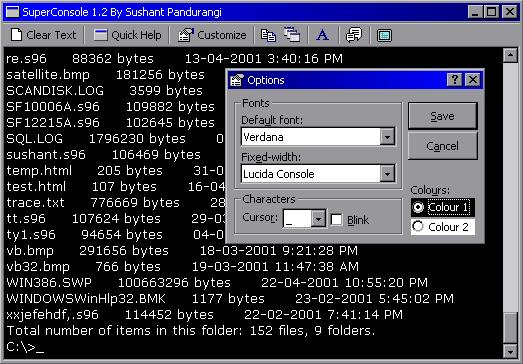 SuperConsole 1.2 By Sushant Pandurangi
Clear Text Quick Help Customize
re.s96 88362 bytes 13-04-2001 3:40:16 PM
satellite.bmp 181256 bytes
SCANDISK.LOG 3599 bytes
SF10006A.s96 109882 bytes
SF12215A.s96 102645 bytes
SQL.LOG 1796230 bytes 0
sushant.s96 106469 bytes
temp.html 205 bytes 31-0
test.html 107 bytes 16-04
trace.txt 776669 bytes 28
tt.s96 107624 bytes 29-03
ty1.s96 94654 bytes 04-0
vb.bmp 291656 bytes 18-03-2001 9:21:28 PM
vb32.bmp 766 bytes 19-03-2001 11:47:38 AM
WIN386.SWP 100663296 bytes 22-04-2001 10:55:20 PM
WINDOWSWinHlp32.BMK 1177 bytes 23-02-2001 5:45:02 PM
xxjefehdf,.s96 114452 bytes 22-02-2001 7:41:14 PM
Total number of items in this folder: 152 files, 9 folders.
C:\>_
Options
Fonts
Default font:
Verdana
Fixed-width:
Lucida Console
Characters
Cursor: _ Blink
Save
Cancel
Colours:
Colour 1
Colour 2